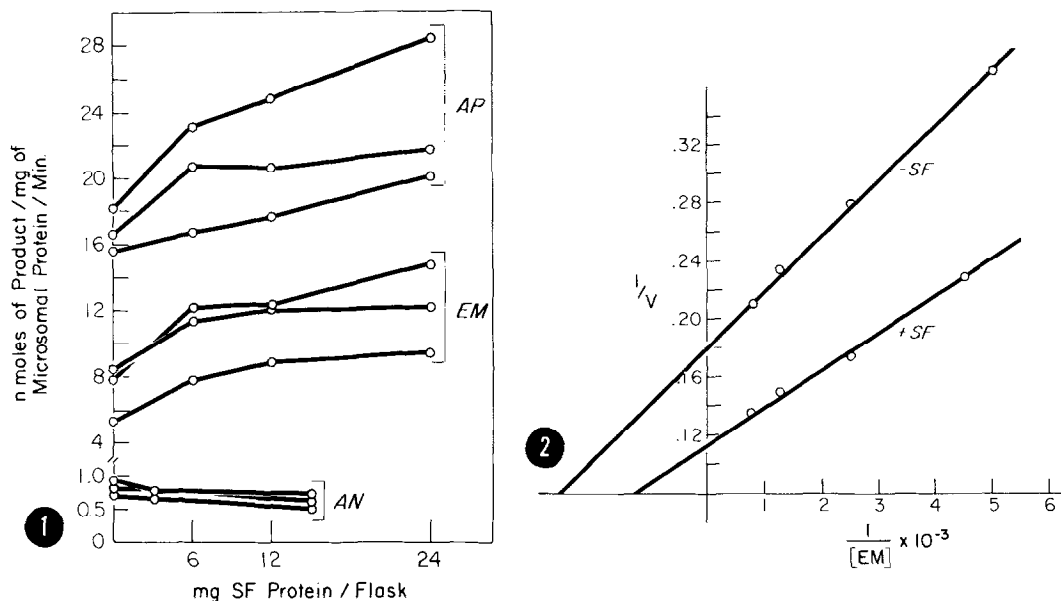 28
24
20
16
12
8
4
1.0
0.5
0
6
12
24
AP
EM
AN
n moles of Product / mg of
Microsomal Protein / Min.
mg SF Protein / Flask
1
.32
.28
.24
.20
.16
.12
1/V
-SF
+SF
1
2
3
4
5
1
[EM]
× 10⁻³
2